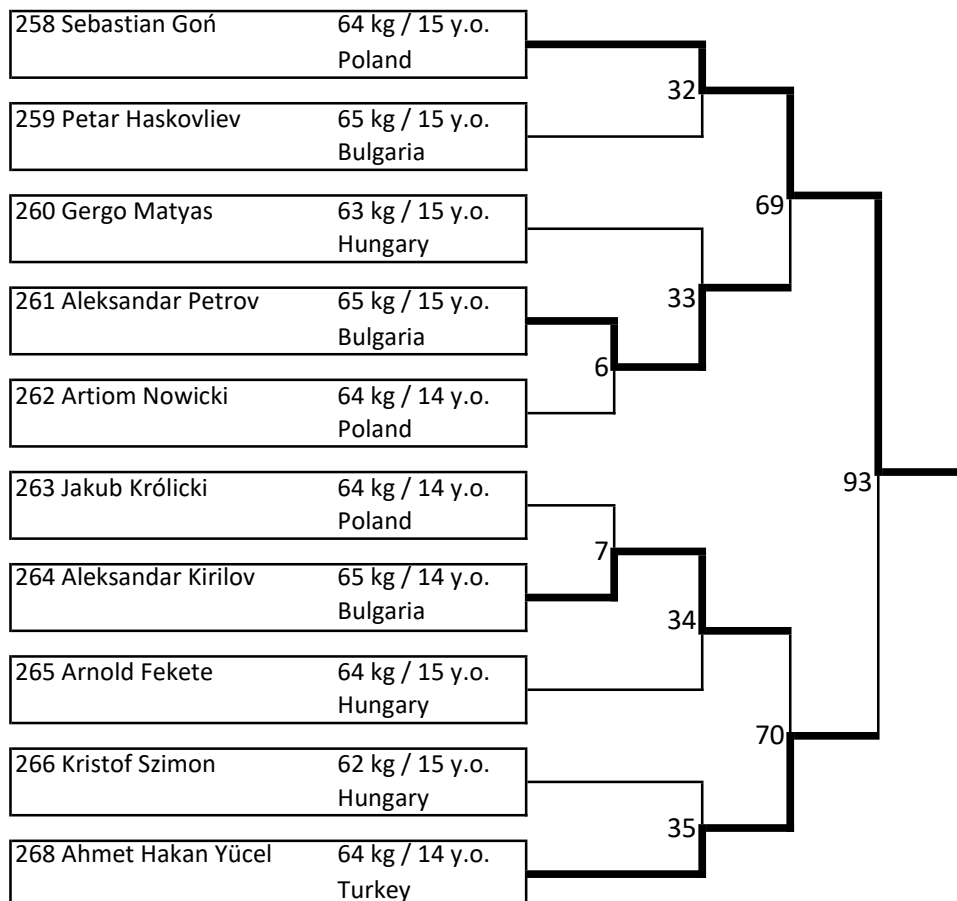 258 Sebastian Goń 64 kg / 15 y.o.
Poland
32
259 Petar Haskovliev 65 kg / 15 y.o.
Bulgaria
260 Gergo Matyas 63 kg / 15 y.o.
69
Hungary
261 Aleksandar Petrov 65 kg / 15 y.o.
33
Bulgaria
6
262 Artiom Nowicki 64 kg / 14 y.o.
Poland
263 Jakub Królicki 64 kg / 14 y.o.
93
Poland
7
264 Aleksandar Kirilov 65 kg / 14 y.o.
Bulgaria
34
265 Arnold Fekete 64 kg / 15 y.o.
Hungary
70
266 Kristof Szimon 62 kg / 15 y.o.
Hungary
35
268 Ahmet Hakan Yücel 64 kg / 14 y.o.
Turkey